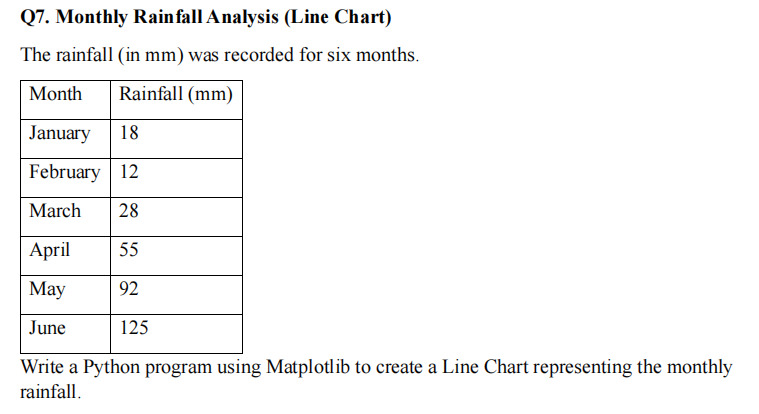 Q7. Monthly Rainfall Analysis (Line Chart)
The rainfall (in mm) was recorded for six months.
Month Rainfall (mm)
January 18
February 12
March 28
April 55
May 92
June 125
Write a Python program using Matplotlib to create a Line Chart representing the monthly
rainfall.